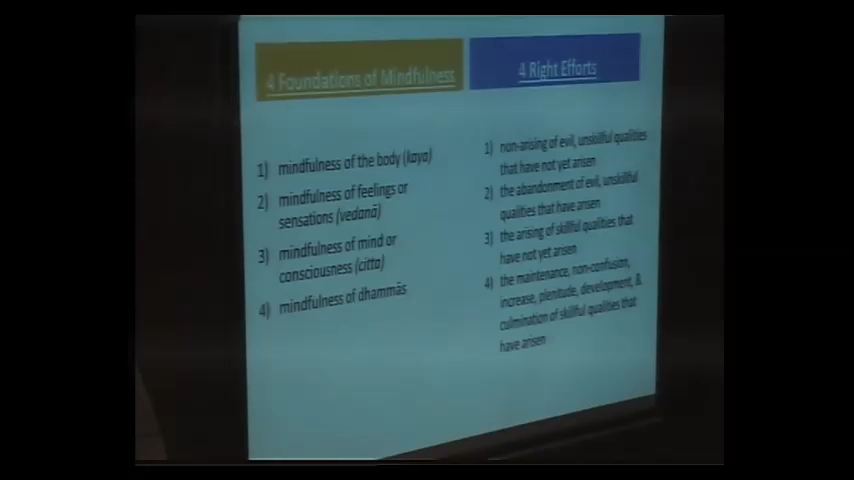 4 Foundations of Mindfulness
1) mindfulness of the body (kaya)
2) mindfulness of feelings or
sensations (vedanā)
3) mindfulness of mind or
consciousness (citta)
4) mindfulness of dhammās
4 Right Efforts
1) non-arising of evil, unskillful qualities
that have not yet arisen
2) the abandonment of evil, unskillful
qualities that have arisen
3) the arising of skillful qualities that
have not yet arisen
4) the maintenance, non-confusion,
increase, plenitude, development, &
culmination of skillful qualities that
have arisen